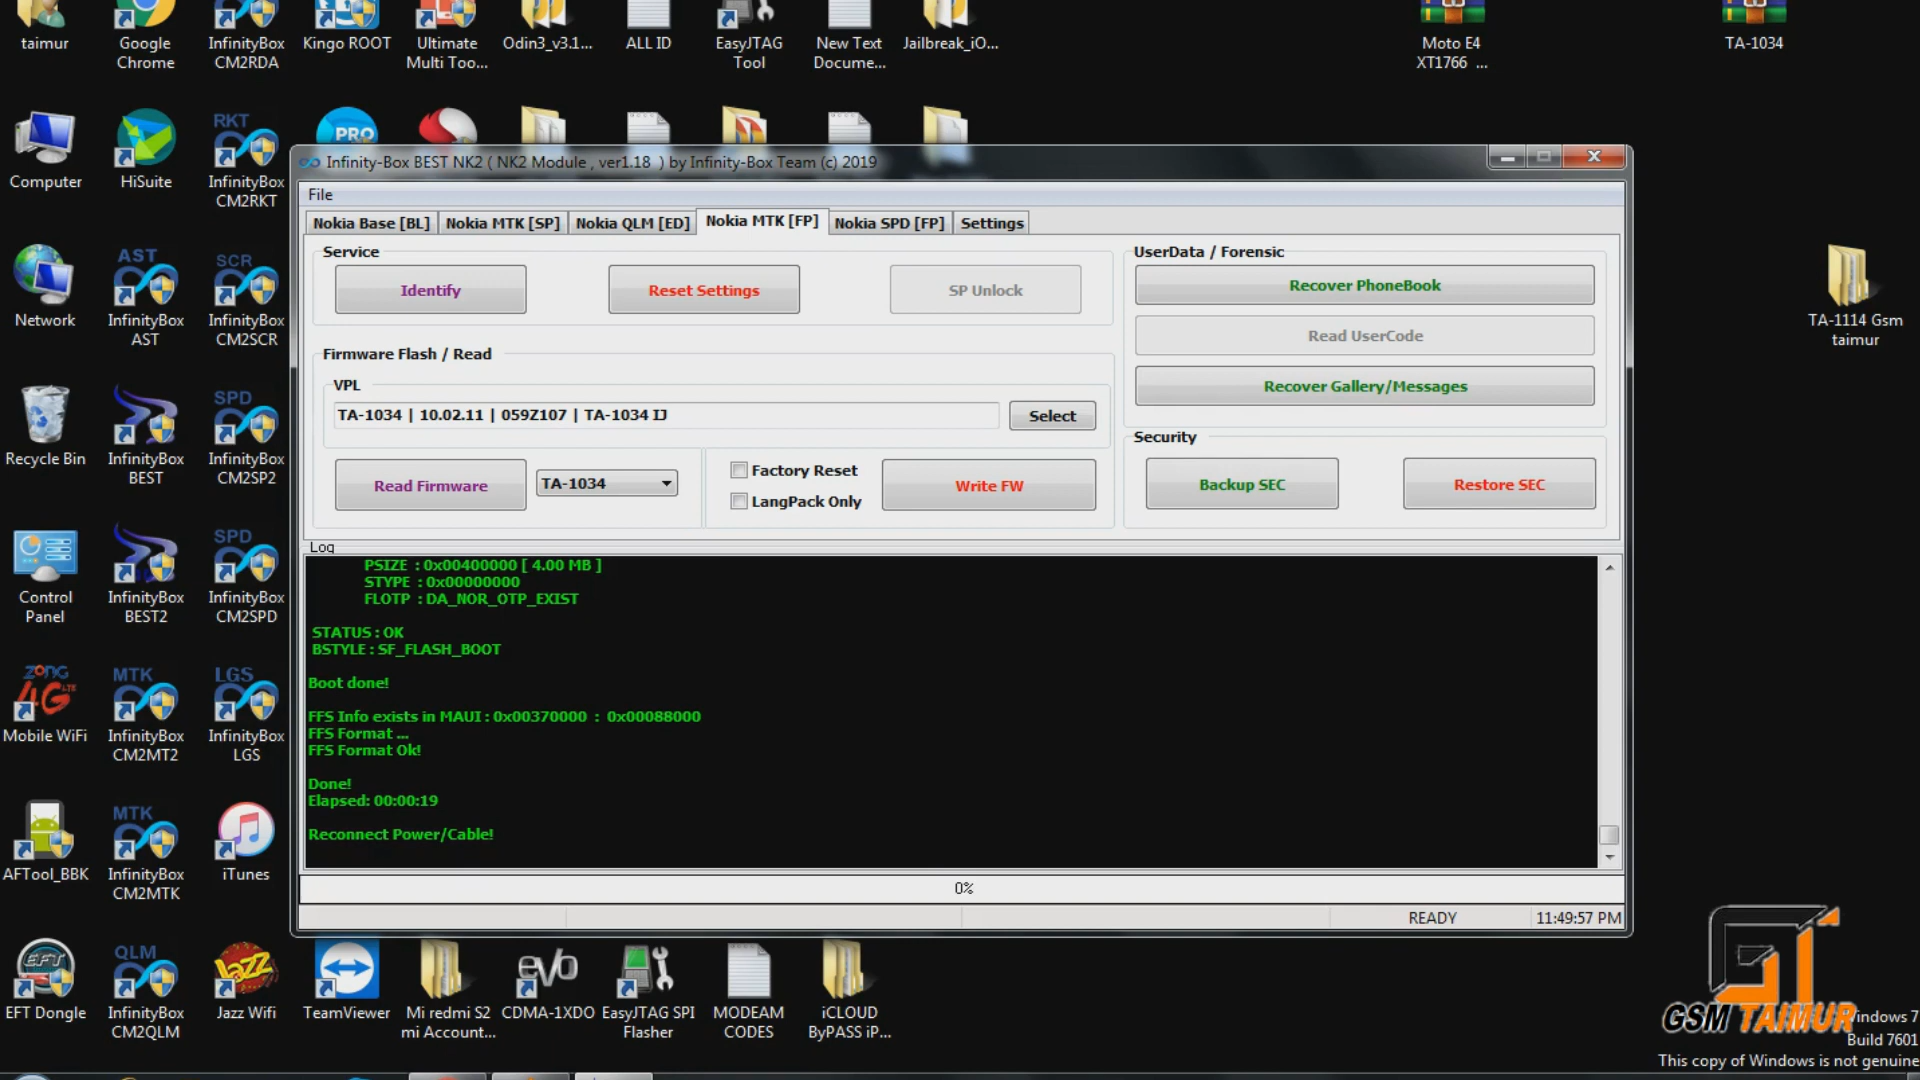 taimur
Google Chrome
InfinityBox CM2RDA
Kingo ROOT
Ultimate Multi Too...
Odin3_v3.1...
ALL ID
EasyJTAG Tool
New Text Docume...
Jailbreak_iO...
Moto E4 XT1766 ...
TA-1034
Computer
HiSuite
RKT
InfinityBox CM2RKT
PRO
Network
AST
InfinityBox AST
SCR
InfinityBox CM2SCR
TA-1114 Gsm taimur
Recycle Bin
InfinityBox BEST
SPD
InfinityBox CM2SP2
Control Panel
InfinityBox BEST2
SPD
InfinityBox CM2SPD
ZONG 4G LTE
Mobile WiFi
MTK
InfinityBox CM2MT2
LGS
InfinityBox LGS
AFTool_BBK
MTK
InfinityBox CM2MTK
iTunes
Infinity-Box BEST NK2 ( NK2 Module , ver1.18 ) by Infinity-Box Team (c) 2019
File
Nokia Base [BL]
Nokia MTK [SP]
Nokia QLM [ED]
Nokia MTK [FP]
Nokia SPD [FP]
Settings
Service
Identify
Reset Settings
SP Unlock
UserData / Forensic
Recover PhoneBook
Read UserCode
Recover Gallery/Messages
Firmware Flash / Read
VPL
TA-1034 | 10.02.11 | 059Z107 | TA-1034 IJ
Select
Read Firmware
TA-1034
Factory Reset
LangPack Only
Write FW
Security
Backup SEC
Restore SEC
Log
PSIZE : 0x00400000 [ 4.00 MB ]
STYPE : 0x00000000
FLOTP : DA_NOR_OTP_EXIST
STATUS : OK
BSTYLE : SF_FLASH_BOOT
Boot done!
FFS Info exists in MAUI : 0x00370000 : 0x00088000
FFS Format ...
FFS Format Ok!
Done!
Elapsed: 00:00:19
Reconnect Power/Cable!
0%
READY
11:49:57 PM
EFT
EFT Dongle
QLM
InfinityBox CM2QLM
Jazz
Jazz Wifi
TeamViewer
Mi redmi S2 mi Account...
evo
CDMA-1XDO
EasyJTAG SPI Flasher
MODEAM CODES
iCLOUD ByPASS iP...
GSM TAIMUR
indows 7
Build 7601
This copy of Windows is not genuine